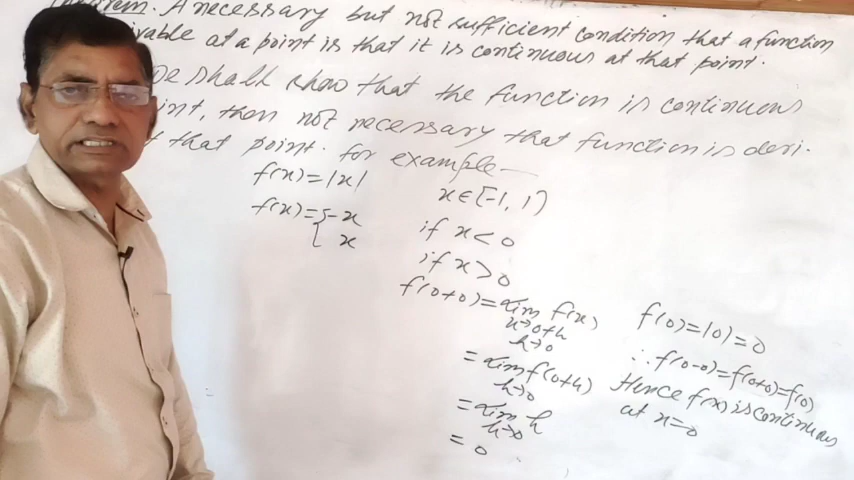 Theorem. A necessary but not sufficient condition that a function
ivable at a point is that it is continuous at that point.
shall show that the function is continuous
int, then not necessary that function is deri.
t that point. for example—
f(x)=|x| x∈[-1, 1]
f(x)={-x if x<0
{ x if x>0
f(0+0)=lim f(x)
x→0+h
h→0
=lim f(0+h)
h→0
=lim h
h→0
=0
f(0)=|0|=0
∴f(0-0)=f(0+0)=f(0)
Hence f(x) is continuous
at x=0